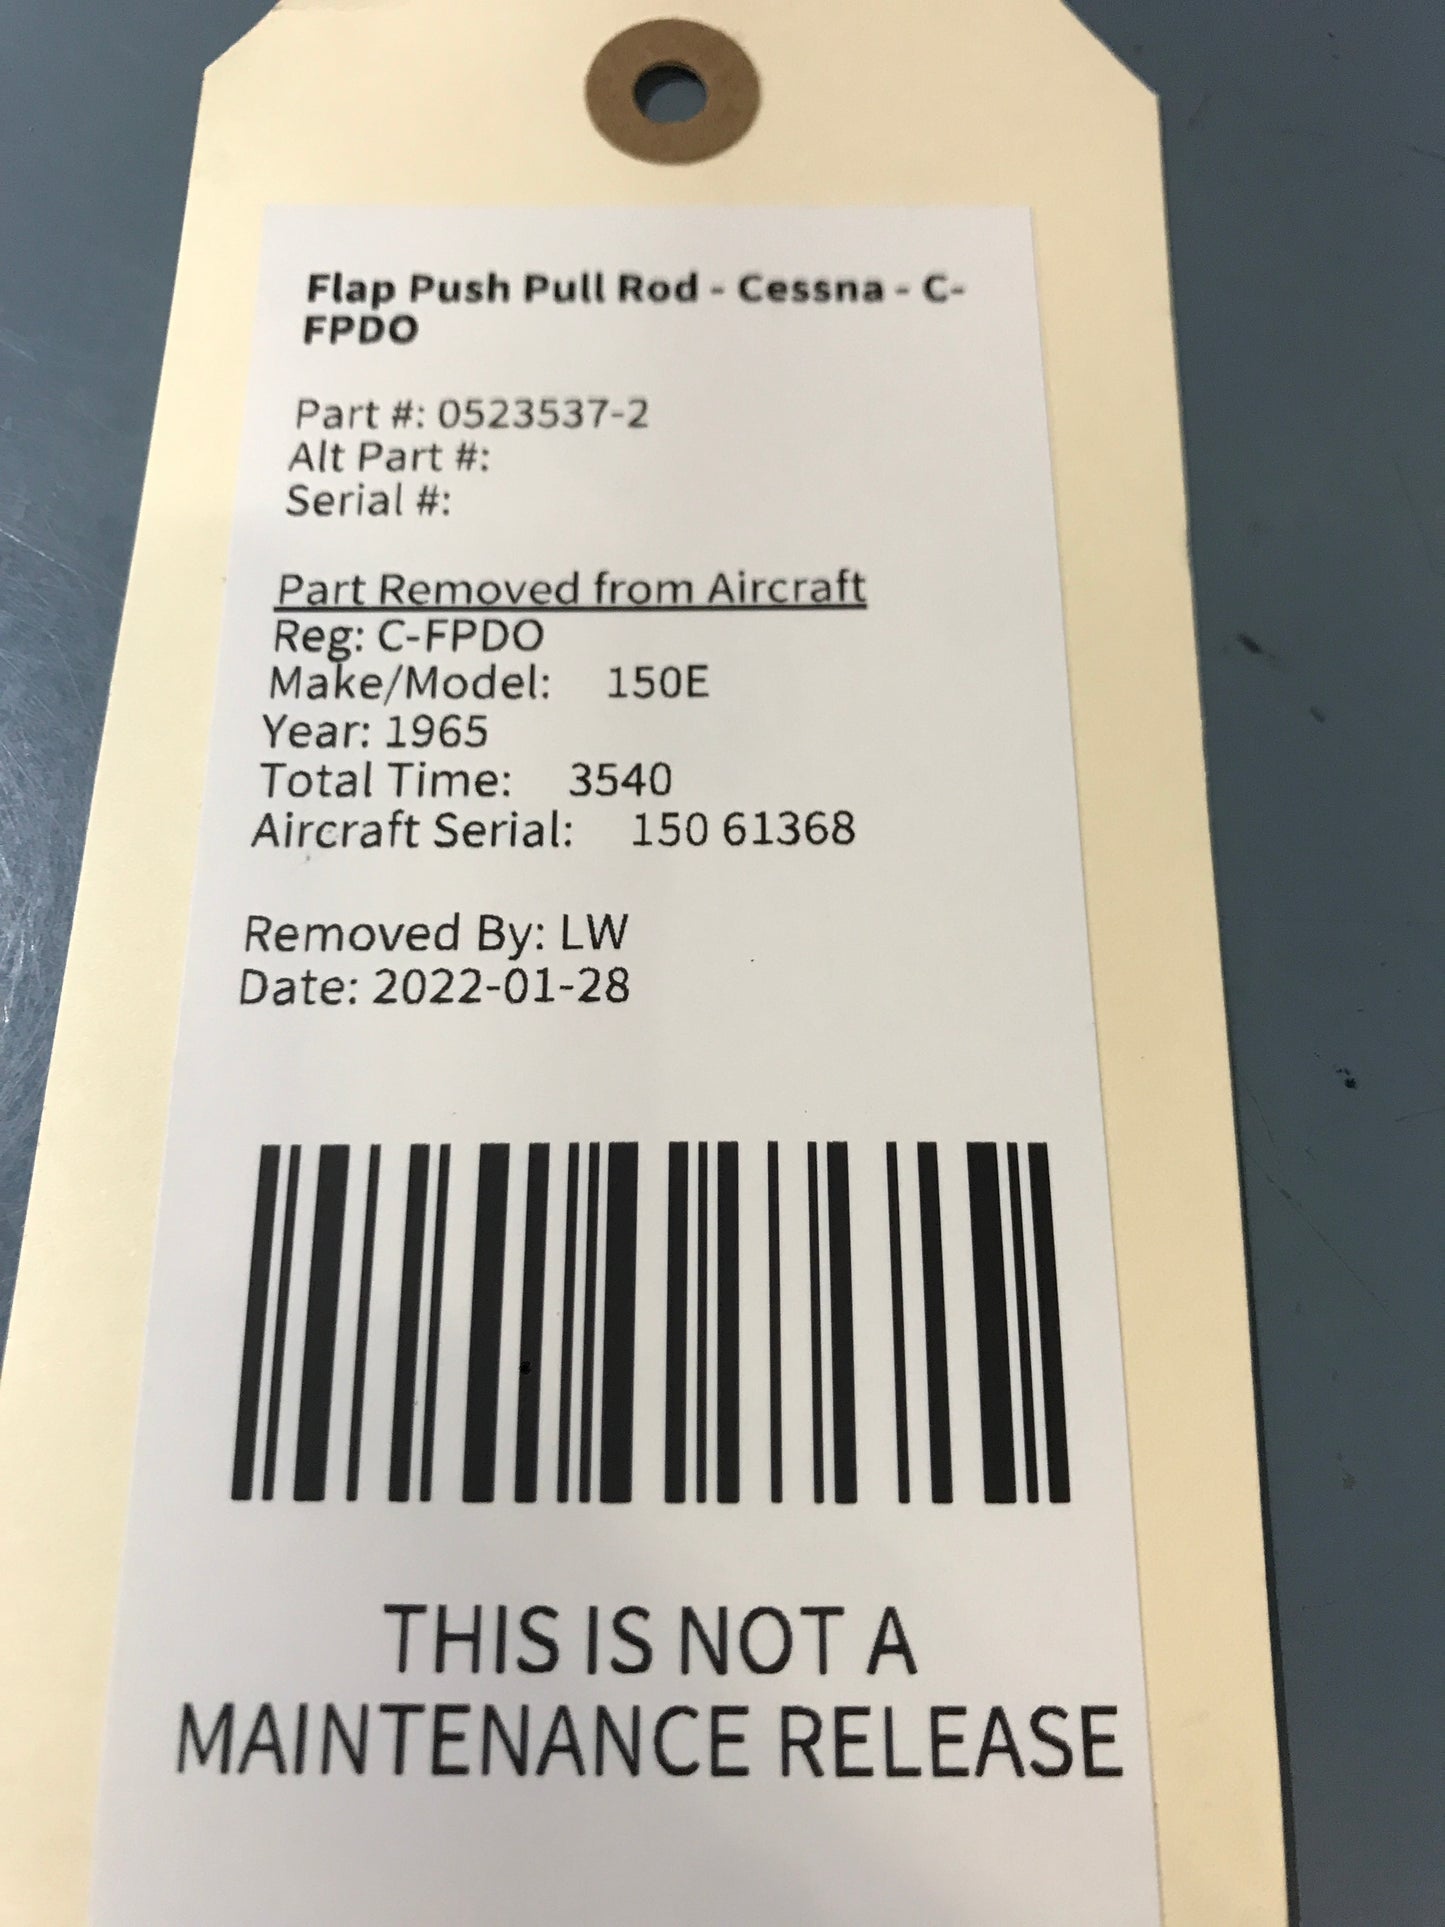 Flap Push Pull Rod - Cessna - C-
FPDO
Part #: 0523537-2
Alt Part #:
Serial #:
Part Removed from Aircraft
Reg: C-FPDO
Make/Model: 150E
Year: 1965
Total Time: 3540
Aircraft Serial: 150 61368
Removed By: LW
Date: 2022-01-28
THIS IS NOT A
MAINTENANCE RELEASE